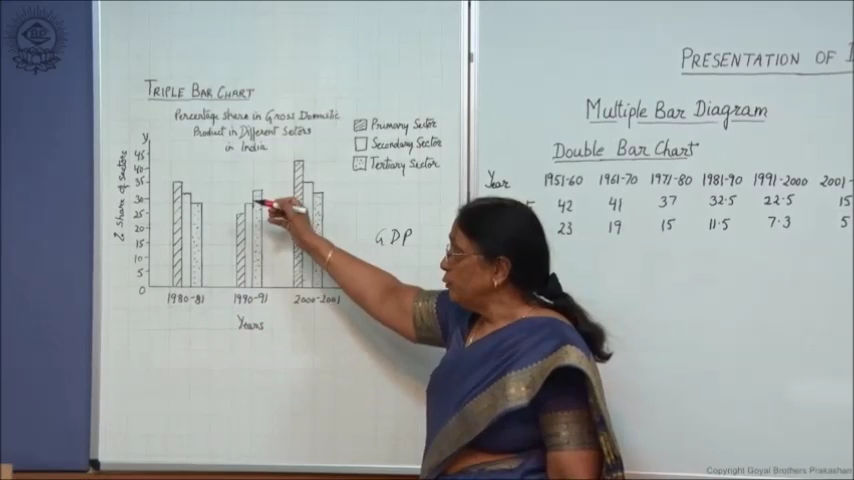 TRIPLE BAR CHART
Percentage Share in Gross Domestic
Product in Different Sectors
in India
Primary Sector
Secondary Sector
Tertiary Sector
Y
% Share of Sectors
45
40
35
30
25
20
15
10
5
0
1980-81 1990-91 2000-2001
Years
GDP
PRESENTATION OF
Multiple Bar Diagram
Double Bar Chart
Year 1951-60 1961-70 1971-80 1981-90 1991-2000 2001-
42 41 37 32.5 22.5 15
23 19 15 11.5 7.3 5
Copyright Goyal Brothers Prakashan